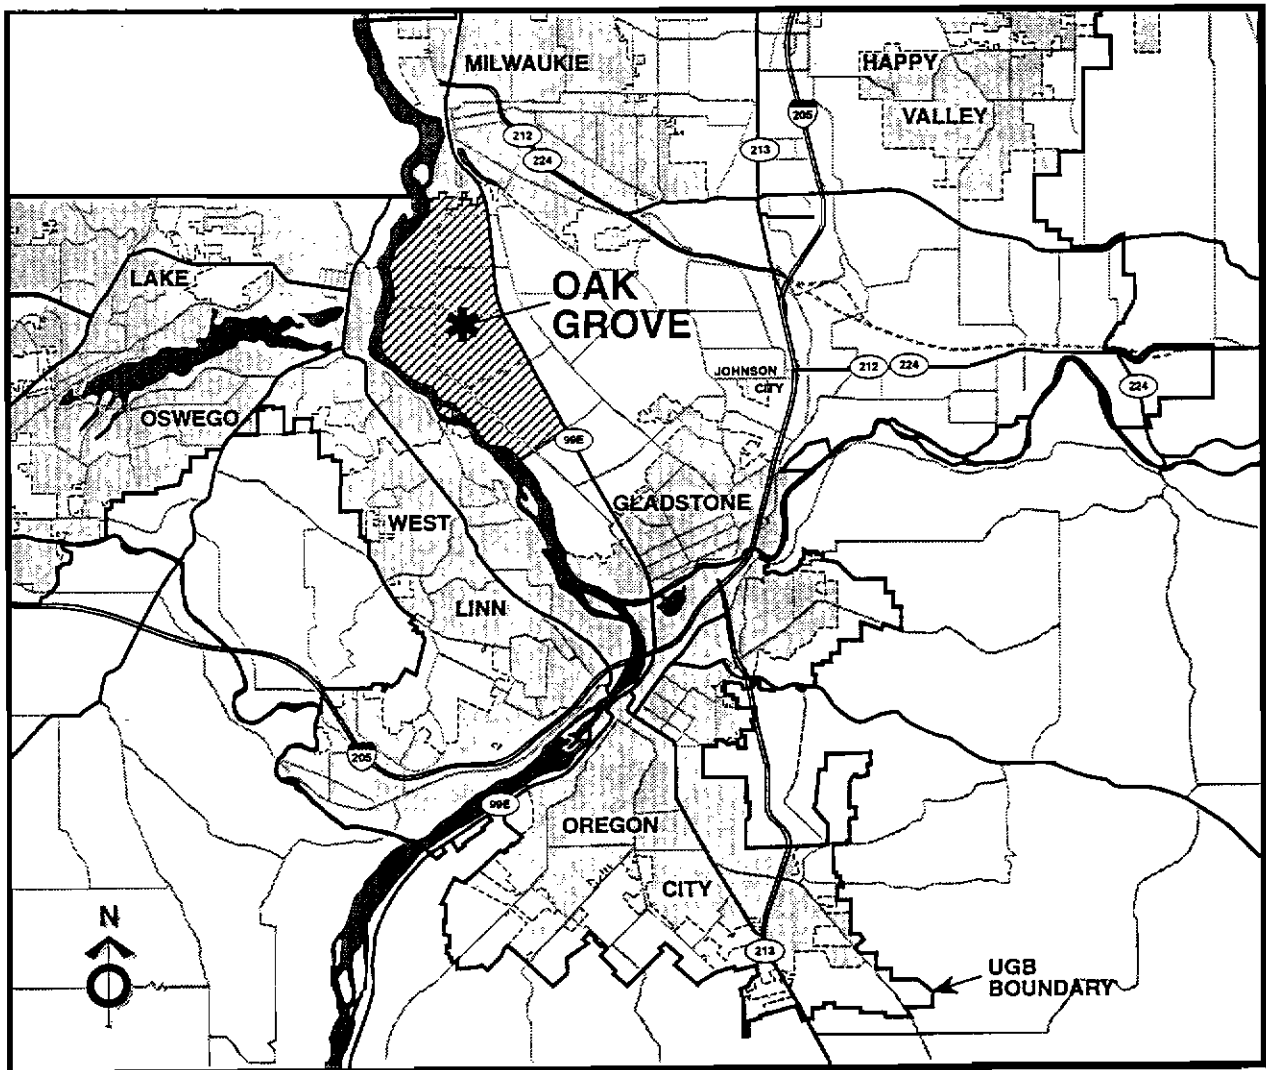 MILWAUKIE
HAPPY
VALLEY
205
212
224
213
LAKE
OAK
GROVE
JOHNSON
CITY
212
224
224
OSWEGO
99E
GLADSTONE
WEST
LINN
205
99E
OREGON
CITY
N
213
UGB
BOUNDARY